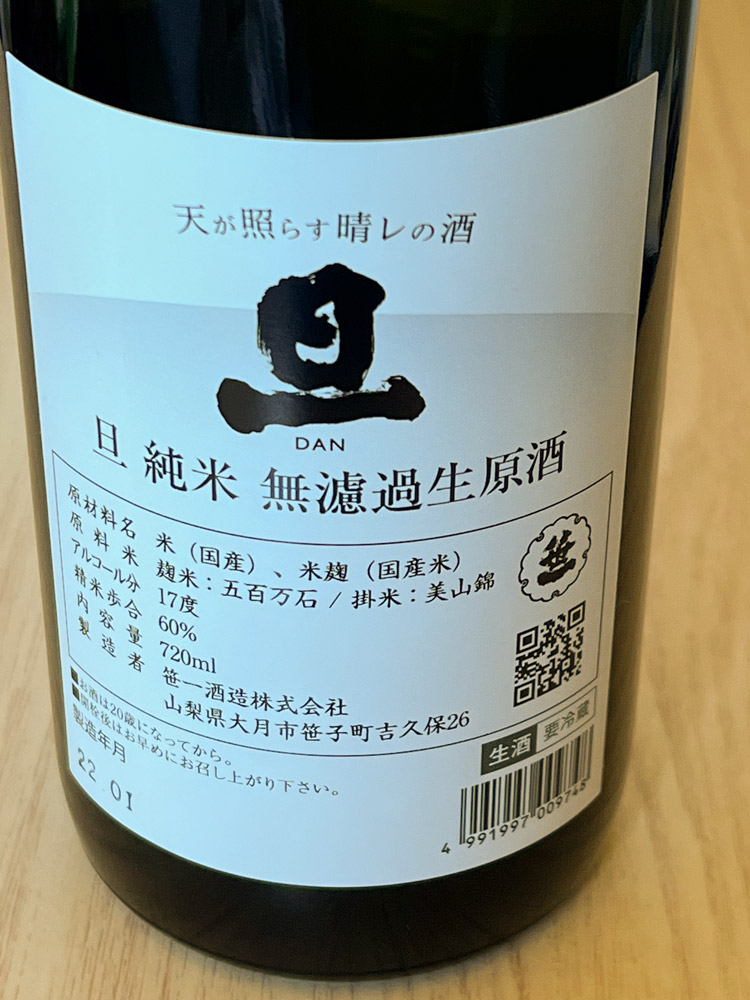 天が照らす晴レの酒
旦
DAN
旦 純米 無濾過生原酒
原材料名 米（国産）、米麹（国産米）
原料米 麹米：五百万石 / 掛米：美山錦
アルコール分 17度
精米歩合 60%
内容量 720ml
製造者 笹一酒造株式会社
山梨県大月市笹子町吉久保26
笹一
■お酒は20歳になってから。
■開栓後はお早めにお召し上がり下さい。
製造年月
22.01
生酒 要冷蔵
4 991997 009748